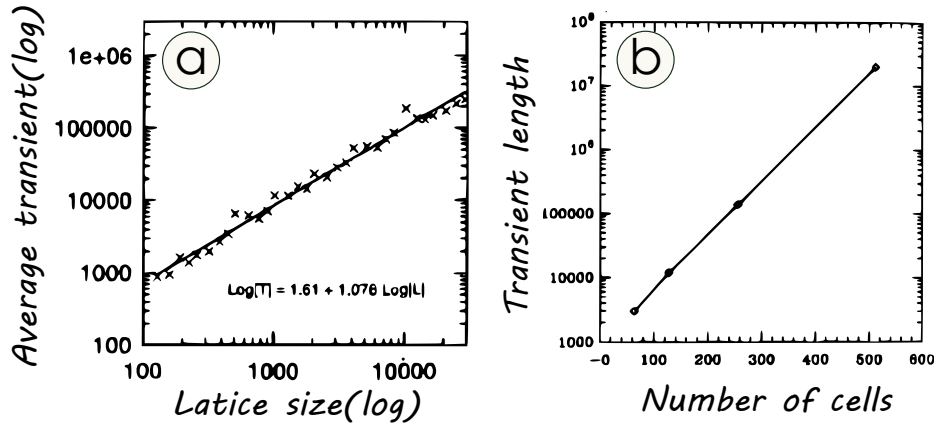 a
Average transient(log)
1e+06
100000
10000
1000
100
Log[T] = 1.61 + 1.076 Log[L]
100
1000
10000
Latice size(log)
b
Transient length
10⁸
10⁷
10⁶
100000
10000
1000
-0
100
200
300
400
500
600
Number of cells